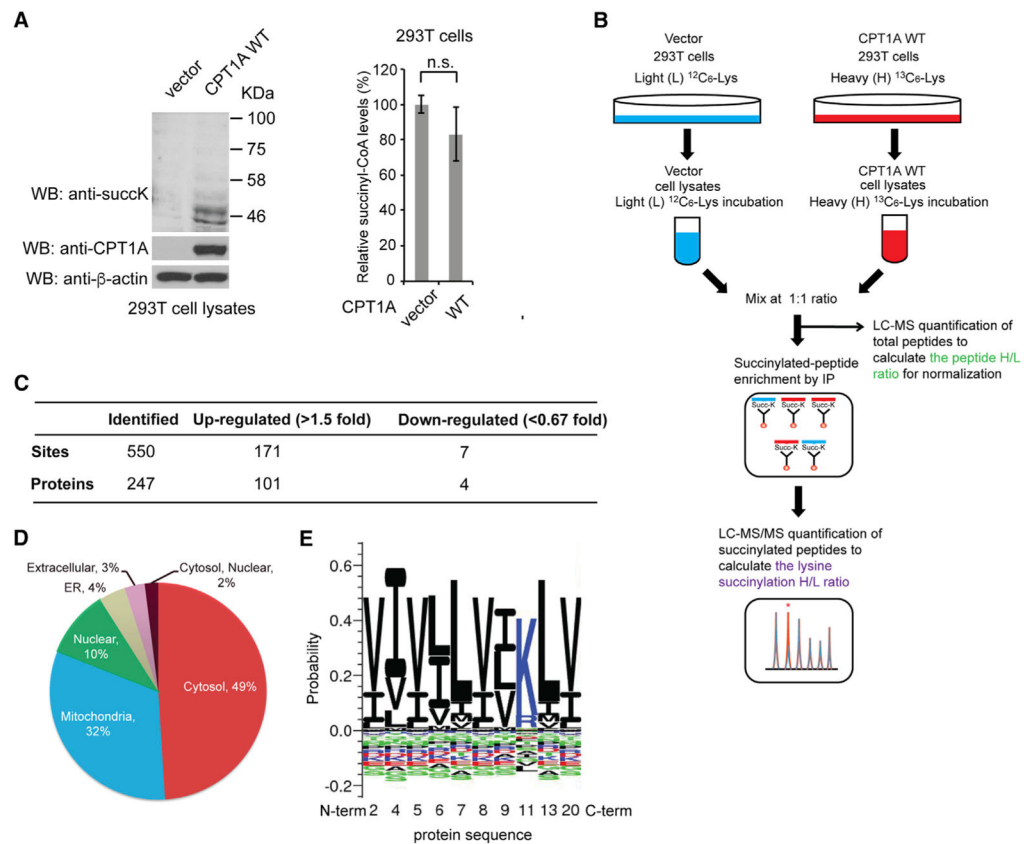 A
vector
CPT1A WT
KDa
100
75
58
46
WB: anti-succK
WB: anti-CPT1A
WB: anti-β-actin
293T cell lysates
293T cells
n.s.
Relative succinyl-CoA levels (%)
120
100
80
60
40
20
0
CPT1A
vector
WT
B
Vector
293T cells
Light (L) ¹²C₆-Lys
CPT1A WT
293T cells
Heavy (H) ¹³C₆-Lys
Vector
cell lysates
Light (L) ¹²C₆-Lys incubation
CPT1A WT
cell lysates
Heavy (H) ¹³C₆-Lys incubation
Mix at 1:1 ratio
LC-MS quantification of
total peptides to
calculate the peptide H/L
ratio for normalization
Succinylated-peptide
enrichment by IP
Succ-K Succ-K Succ-K
Succ-K Succ-K
LC-MS/MS quantification of
succinylated peptides to
calculate the lysine
succinylation H/L ratio
*
C
Identified Up-regulated (>1.5 fold) Down-regulated (<0.67 fold)
Sites 550 171 7
Proteins 247 101 4
D
Extracellular, 3%
ER, 4%
Cytosol, Nuclear,
2%
Nuclear,
10%
Cytosol, 49%
Mitochondria,
32%
E
Probability
0.4
0.2
0.0
-0.2
N-term 2 4 5 6 7 8 9 11 13 20 C-term
protein sequence